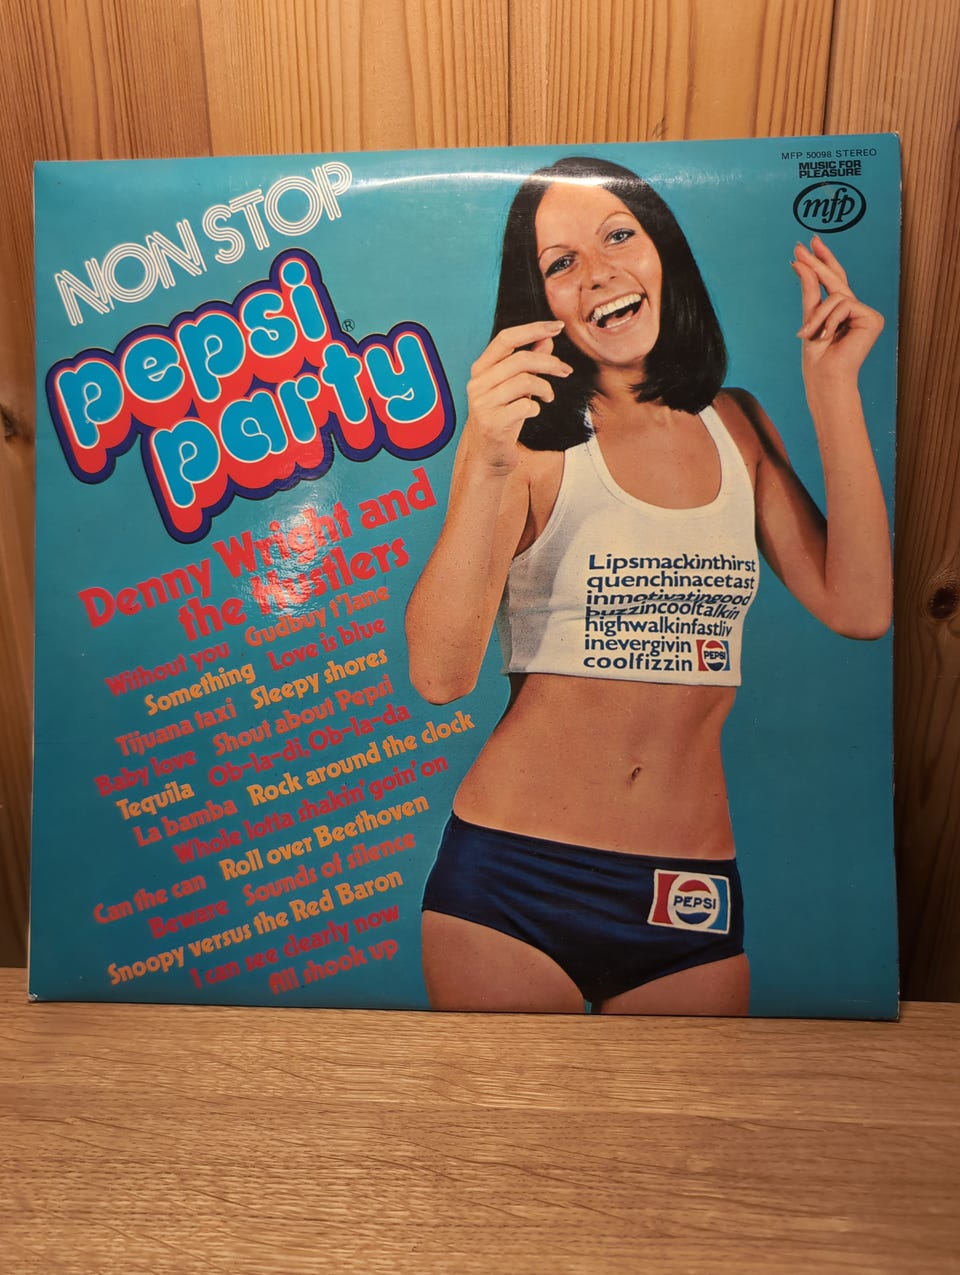 MFP 50098 STEREO
MUSIC FOR
PLEASURE
mfp
NON STOP
pepsi®
party
Denny Wright and
the Hustlers
Without you Gudbuy t'Jane
Something Love is blue
Tijuana taxi Sleepy shores
Baby love Shout about Pepsi
Tequila Ob-la-di, Ob-la-da
La bamba Rock around the clock
Whole lotta shakin' goin' on
Can the can Roll over Beethoven
Beware Sounds of silence
Snoopy versus the Red Baron
I can see clearly now
All shook up
Lipsmackinthirst
quenchinacetast
inmotivatingood
buzzincooltalkin
highwalkinfastliv
inevergivin PEPSI
coolfizzin
PEPSI